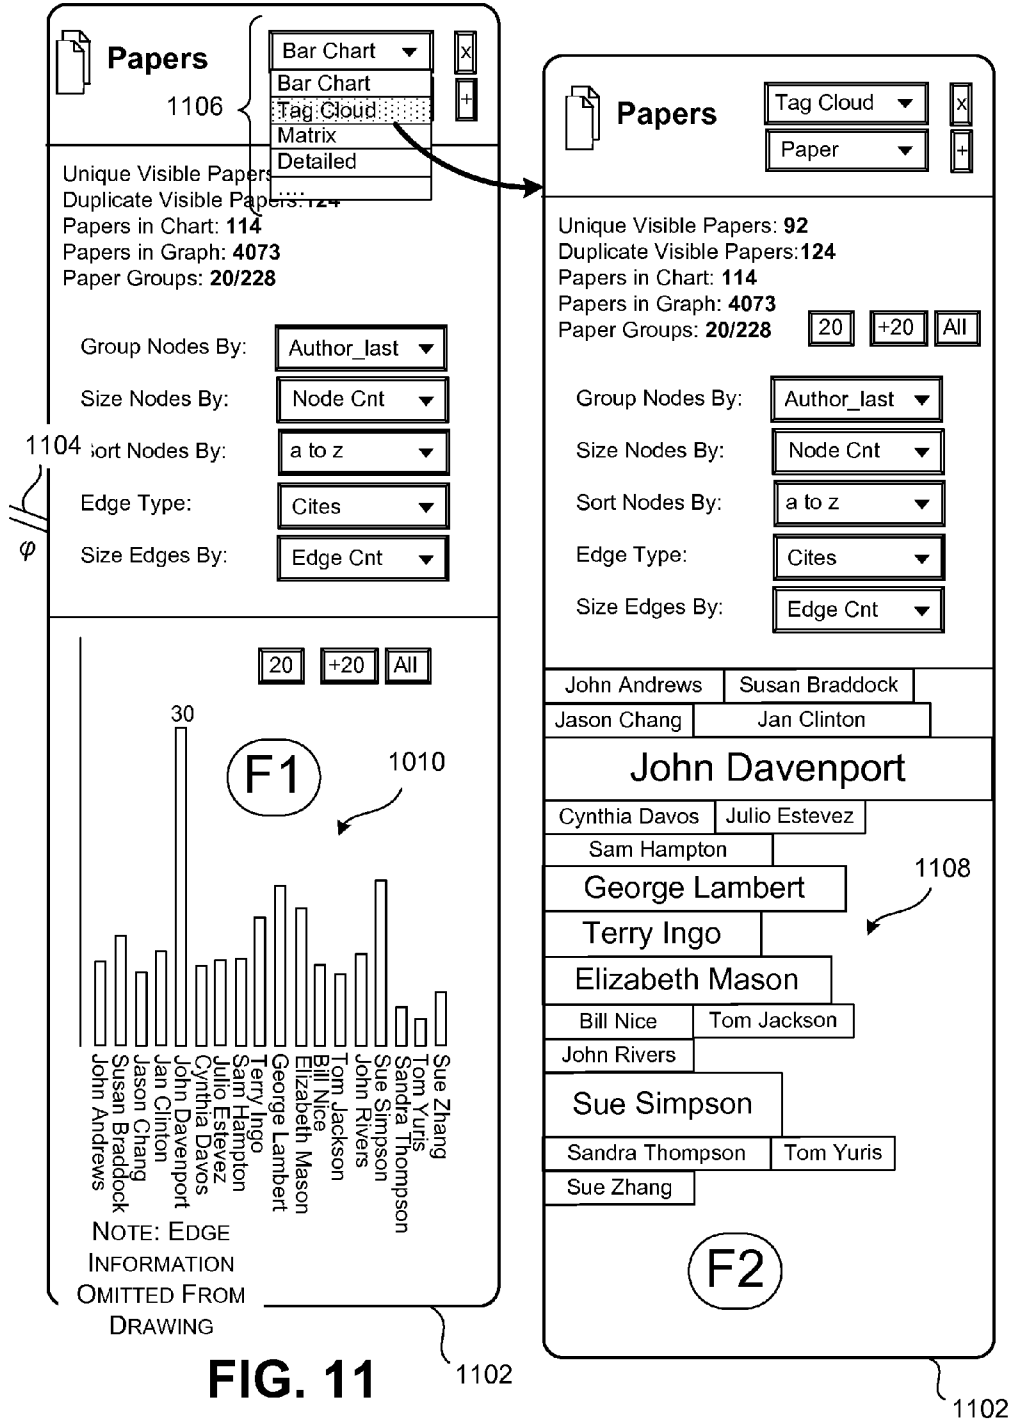 Papers
Bar Chart
x
+
Bar Chart
Tag Cloud
Matrix
Detailed
....
1106
Unique Visible Papers
Duplicate Visible Papers:124
Papers in Chart: 114
Papers in Graph: 4073
Paper Groups: 20/228
Group Nodes By: Author_last
Size Nodes By: Node Cnt
Sort Nodes By: a to z
Edge Type: Cites
Size Edges By: Edge Cnt
1104
φ
20 +20 All
30
F1
1010
John Andrews
Susan Braddock
Jason Chang
Jan Clinton
John Davenport
Cynthia Davos
Julio Estevez
Sam Hampton
Terry Ingo
George Lambert
Elizabeth Mason
Bill Nice
Tom Jackson
John Rivers
Sue Simpson
Sandra Thompson
Tom Yuris
Sue Zhang
NOTE: EDGE
INFORMATION
OMITTED FROM
DRAWING
1102
FIG. 11
Papers
Tag Cloud
x
Paper
+
Unique Visible Papers: 92
Duplicate Visible Papers:124
Papers in Chart: 114
Papers in Graph: 4073
Paper Groups: 20/228
20 +20 All
Group Nodes By: Author_last
Size Nodes By: Node Cnt
Sort Nodes By: a to z
Edge Type: Cites
Size Edges By: Edge Cnt
John Andrews Susan Braddock
Jason Chang Jan Clinton
John Davenport
Cynthia Davos Julio Estevez
Sam Hampton
George Lambert
Terry Ingo
Elizabeth Mason
Bill Nice Tom Jackson
John Rivers
Sue Simpson
Sandra Thompson Tom Yuris
Sue Zhang
1108
F2
1102